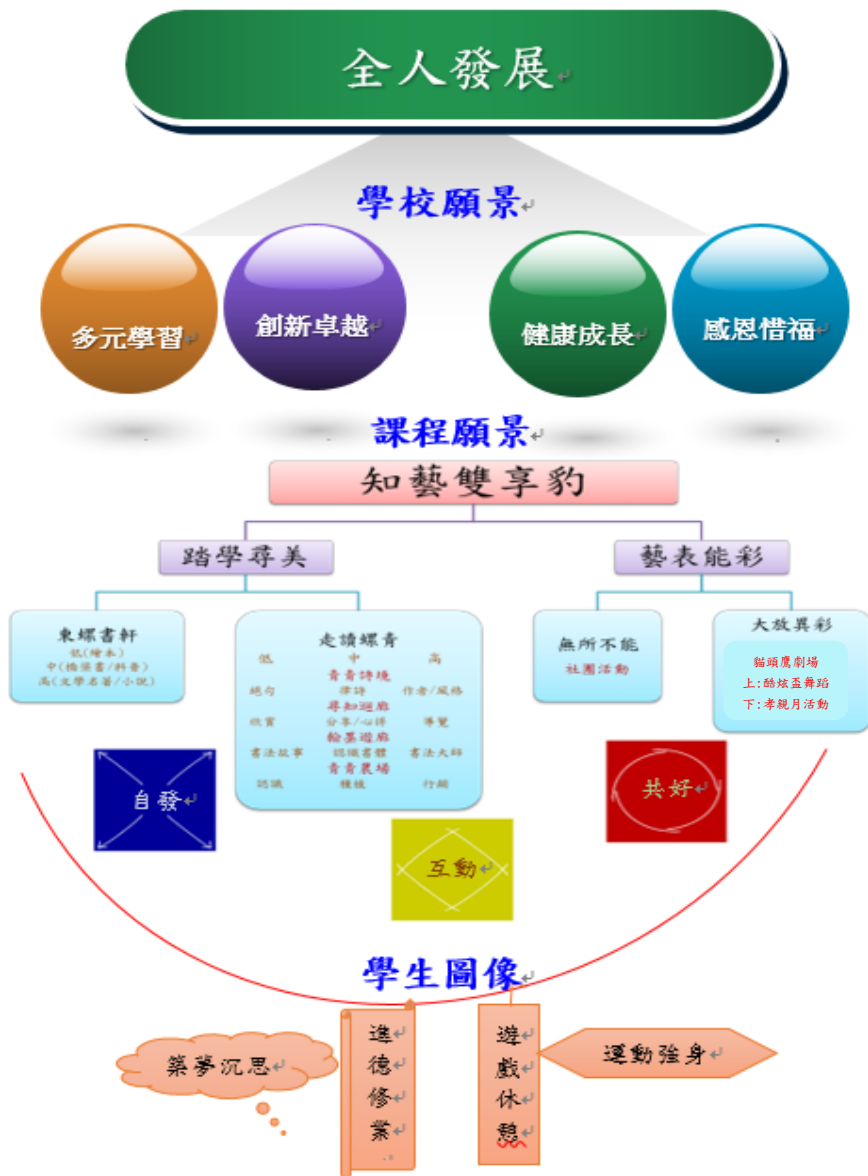 全人發展
學校願景
多元學習
創新卓越
健康成長
感恩惜福
課程願景
知藝雙享豹
踏學尋美
藝表能彩
東螺書軒
低(繪本)
中(橋樑書/科普)
高(文學名著/小說)
走讀螺青
低 中 高
青青詩境
絕句 律詩 作者/風格
尋知迴廊
欣賞 分享/心得 導覽
翰墨迴廊
書法故事 認識書體 書法大師
青青農場
認識 種植 行銷
無所不能
社團活動
大放異彩
貓頭鷹劇場
上:酷炫盃舞蹈
下:孝親月活動
自發
互動
共好
學生圖像
築夢沉思
進德修業
遊戲休憩
運動強身